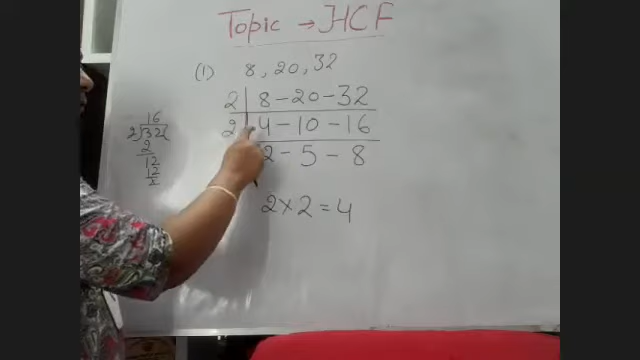 Topic → HCF
(1) 8, 20, 32
2 | 8 - 20 - 32
2 | 4 - 10 - 16
2 - 5 - 8
2 × 2 = 4
16
2)32(
2
12
12